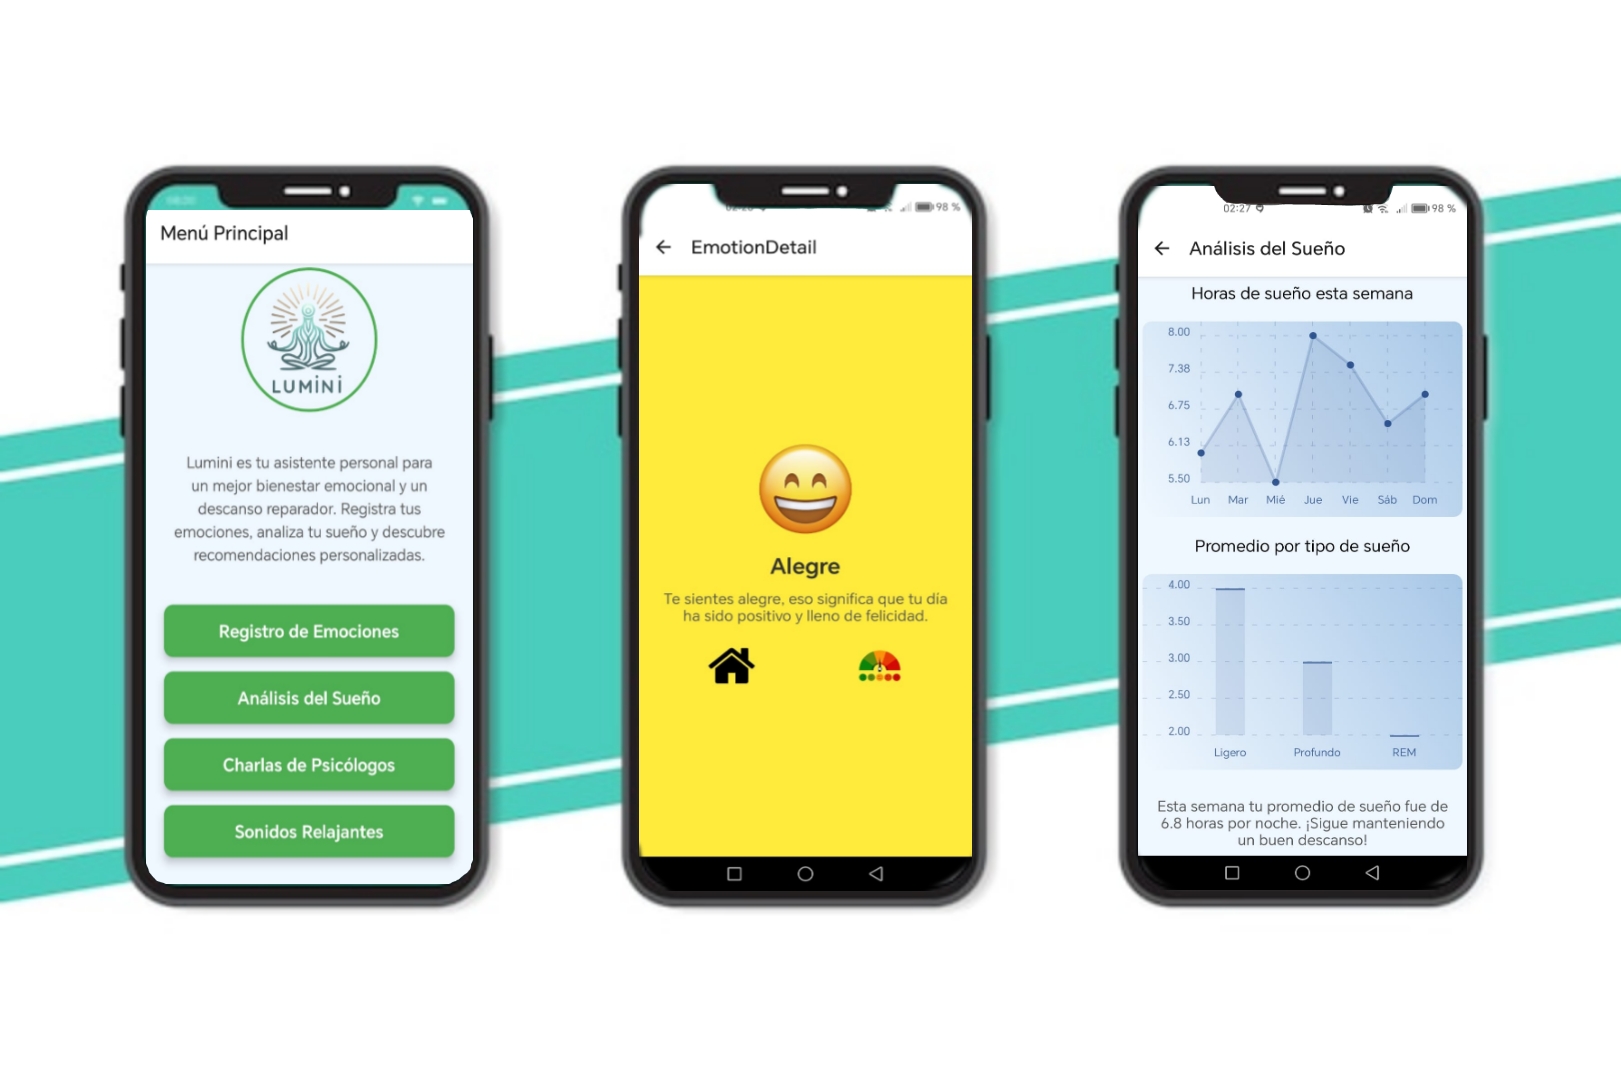 Menú Principal
LUMINI
Lumini es tu asistente personal para
un mejor bienestar emocional y un
descanso reparador. Registra tus
emociones, analiza tu sueño y descubre
recomendaciones personalizadas.
Registro de Emociones
Análisis del Sueño
Charlas de Psicólogos
Sonidos Relajantes
98 %
EmotionDetail
Alegre
Te sientes alegre, eso significa que tu día
ha sido positivo y lleno de felicidad.
02:27 98 %
Análisis del Sueño
Horas de sueño esta semana
8.00
7.38
6.75
6.13
5.50
Lun Mar Mié Jue Vie Sáb Dom
Promedio por tipo de sueño
4.00
3.50
3.00
2.50
2.00
Ligero Profundo REM
Esta semana tu promedio de sueño fue de
6.8 horas por noche. ¡Sigue manteniendo
un buen descanso!